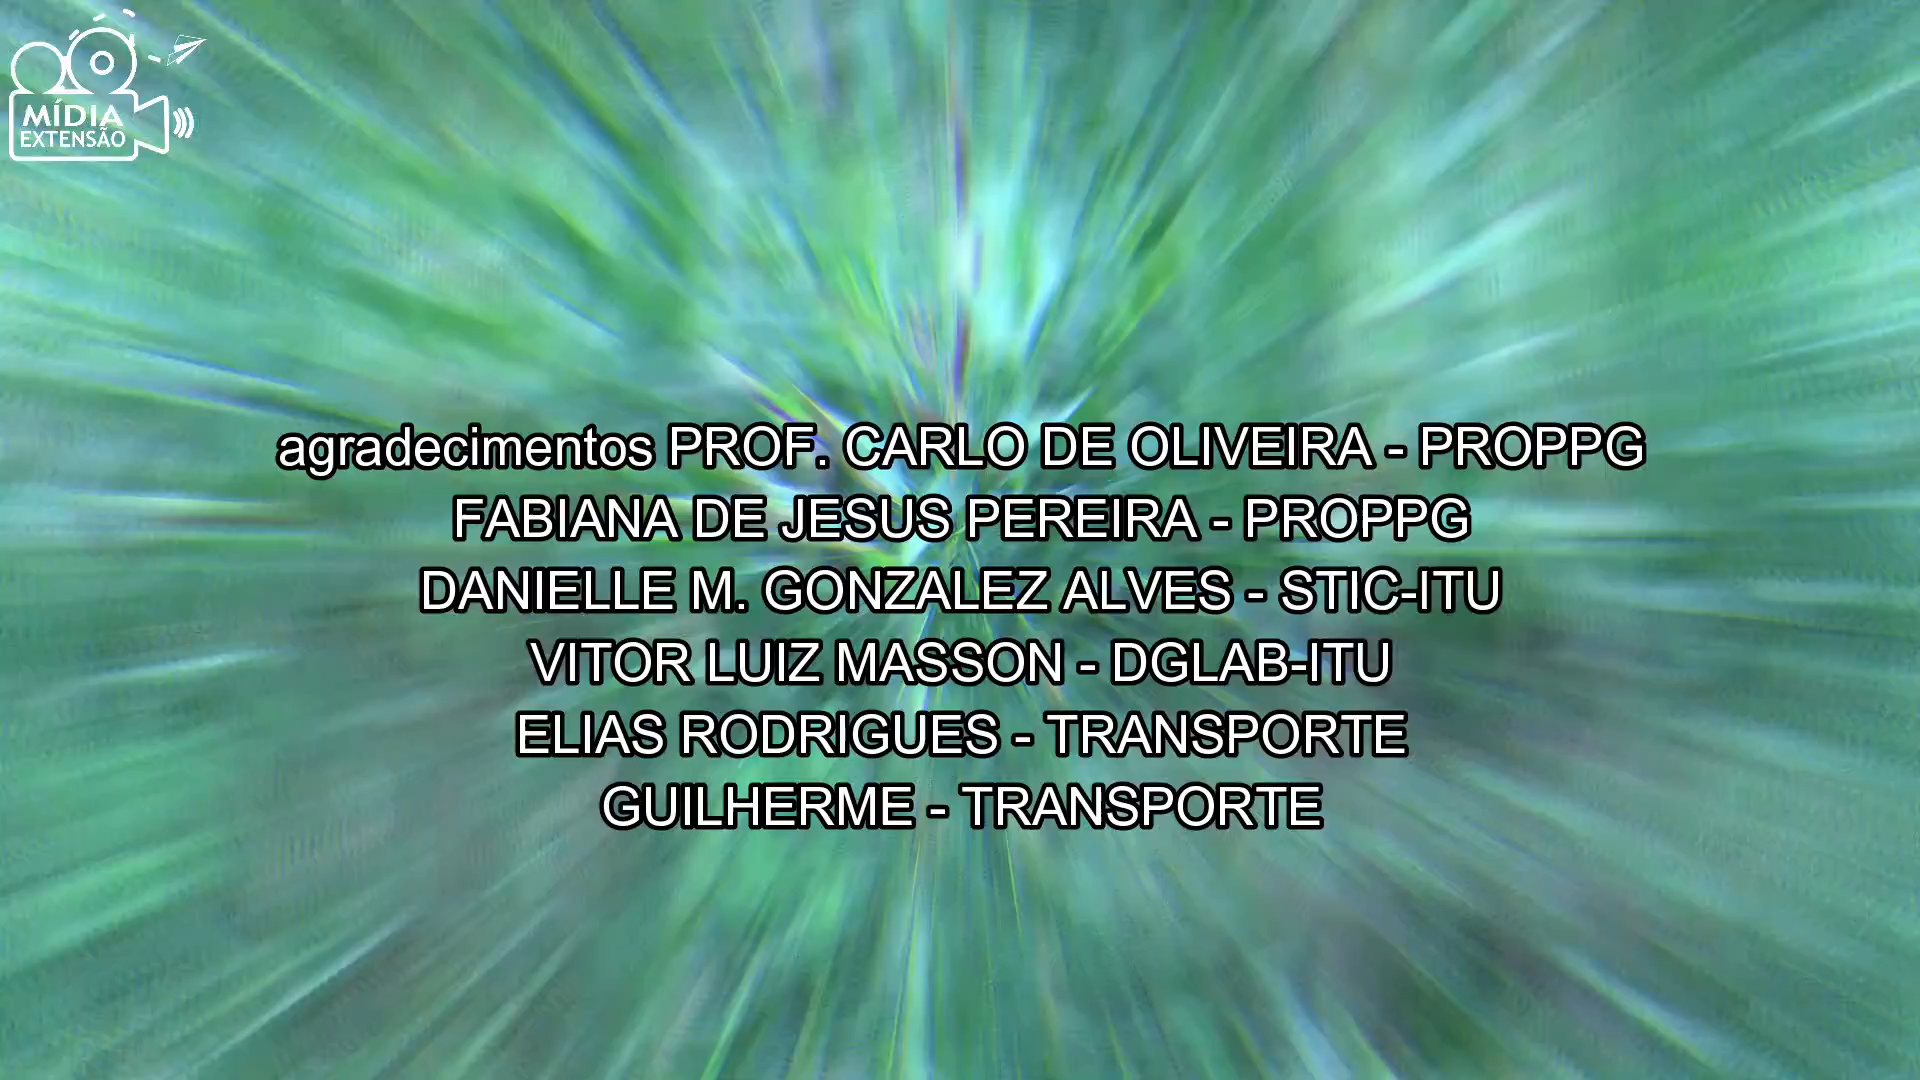 MÍDIA
EXTENSÃO
agradecimentos PROF. CARLO DE OLIVEIRA - PROPPG
FABIANA DE JESUS PEREIRA - PROPPG
DANIELLE M. GONZALEZ ALVES - STIC-ITU
VITOR LUIZ MASSON - DGLAB-ITU
ELIAS RODRIGUES - TRANSPORTE
GUILHERME - TRANSPORTE